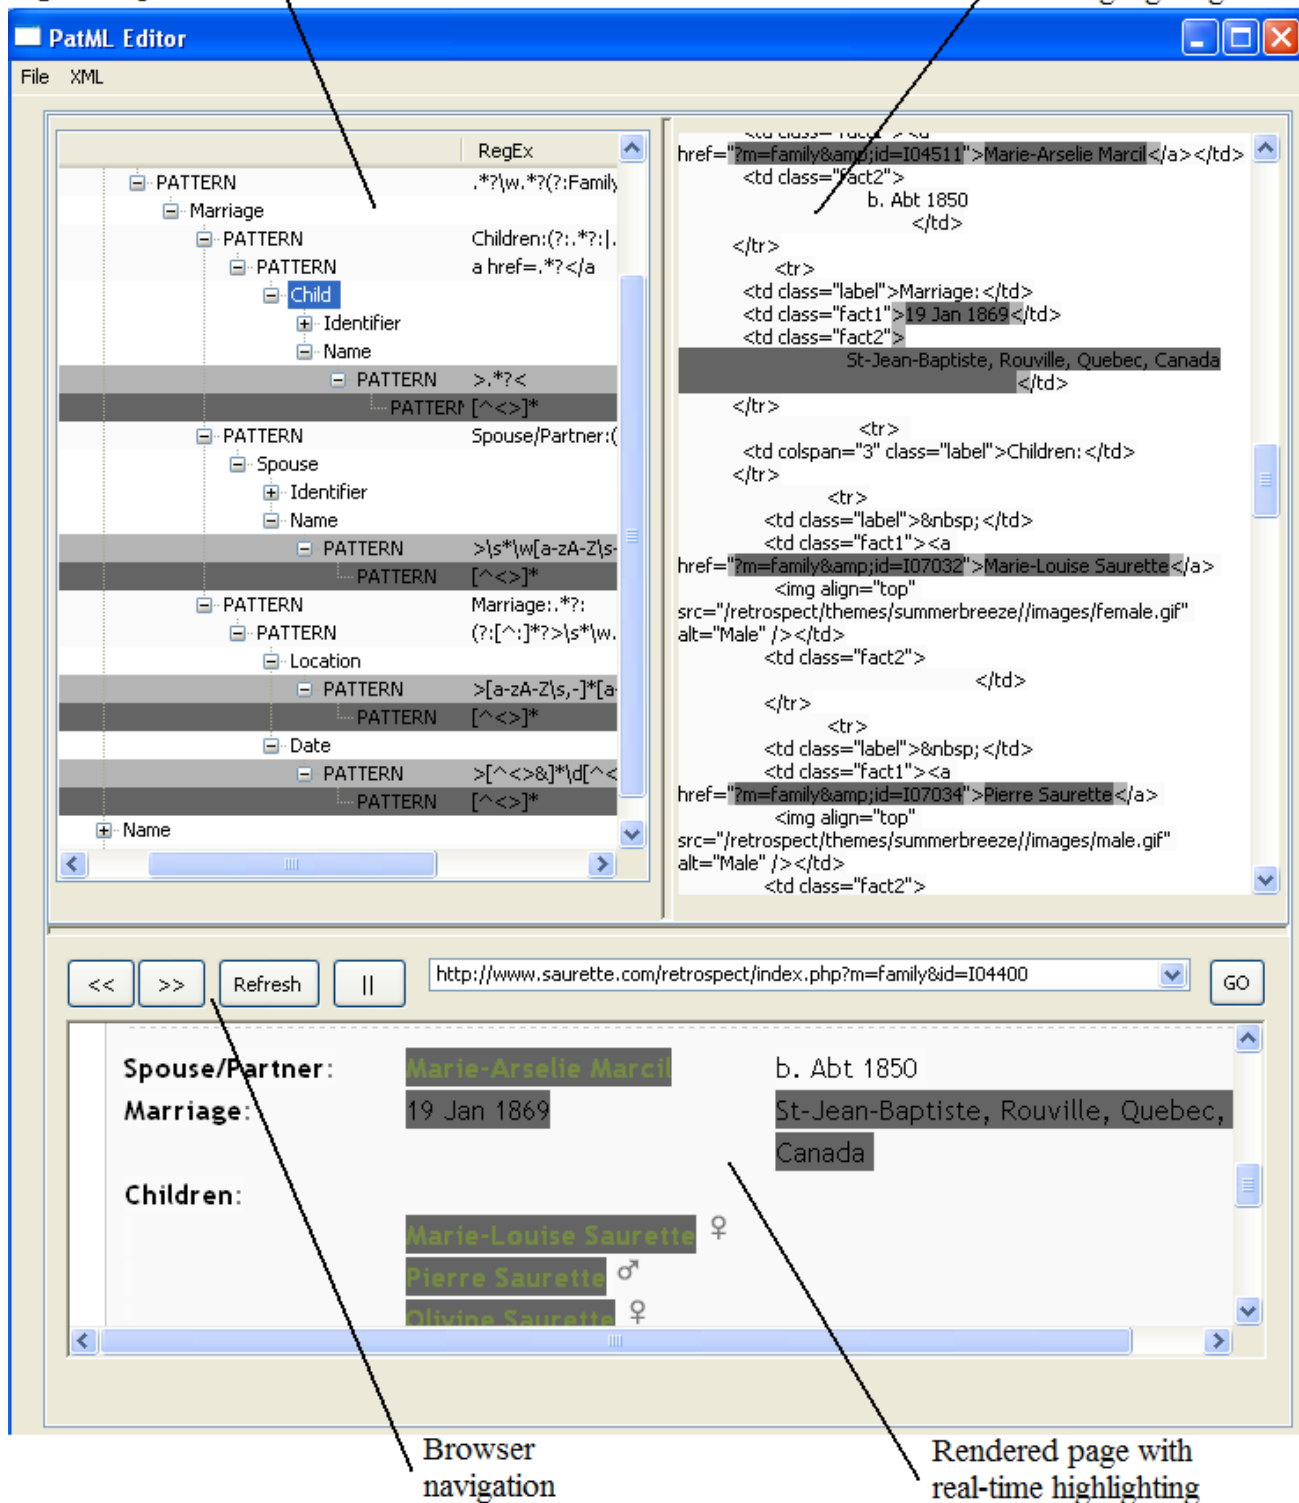 PatML Editor
File XML
RegEx
PATTERN .*?\w.*?(?:Family
Marriage
PATTERN Children:(?:.*?:|.
PATTERN a href=.*?</a
Child
Identifier
Name
PATTERN >.*?<
PATTERN [^<>]*
PATTERN Spouse/Partner:(
Spouse
Identifier
Name
PATTERN >\s*\w[a-zA-Z\s-
PATTERN [^<>]*
PATTERN Marriage:.*?:
PATTERN (?:[^:]*?>\s*\w.
Location
PATTERN >[a-zA-Z\s,-]*[a-
PATTERN [^<>]*
Date
PATTERN >[^<>&]*\d[^<
PATTERN [^<>]*
Name
<td class="fact1"><a
href="?m=family&amp;id=I04511">Marie-Arselie Marcil</a></td>
<td class="fact2">
b. Abt 1850
</td>
</tr>
<tr>
<td class="label">Marriage:</td>
<td class="fact1">19 Jan 1869</td>
<td class="fact2">
St-Jean-Baptiste, Rouville, Quebec, Canada
</td>
</tr>
<tr>
<td colspan="3" class="label">Children:</td>
</tr>
<tr>
<td class="label">&nbsp;</td>
<td class="fact1"><a
href="?m=family&amp;id=I07032">Marie-Louise Saurette</a>
<img align="top"
src="/retrospect/themes/summerbreeze//images/female.gif"
alt="Male" /></td>
<td class="fact2">
</td>
</tr>
<tr>
<td class="label">&nbsp;</td>
<td class="fact1"><a
href="?m=family&amp;id=I07034">Pierre Saurette</a>
<img align="top"
src="/retrospect/themes/summerbreeze//images/male.gif"
alt="Male" /></td>
<td class="fact2">
<< >> Refresh || http://www.saurette.com/retrospect/index.php?m=family&id=I04400 GO
Spouse/Partner: Marie-Arselie Marcil b. Abt 1850
Marriage: 19 Jan 1869 St-Jean-Baptiste, Rouville, Quebec,
Canada
Children:
Marie-Louise Saurette ♀
Pierre Saurette ♂
Olivine Saurette ♀
Browser
navigation
Rendered page with
real-time highlighting